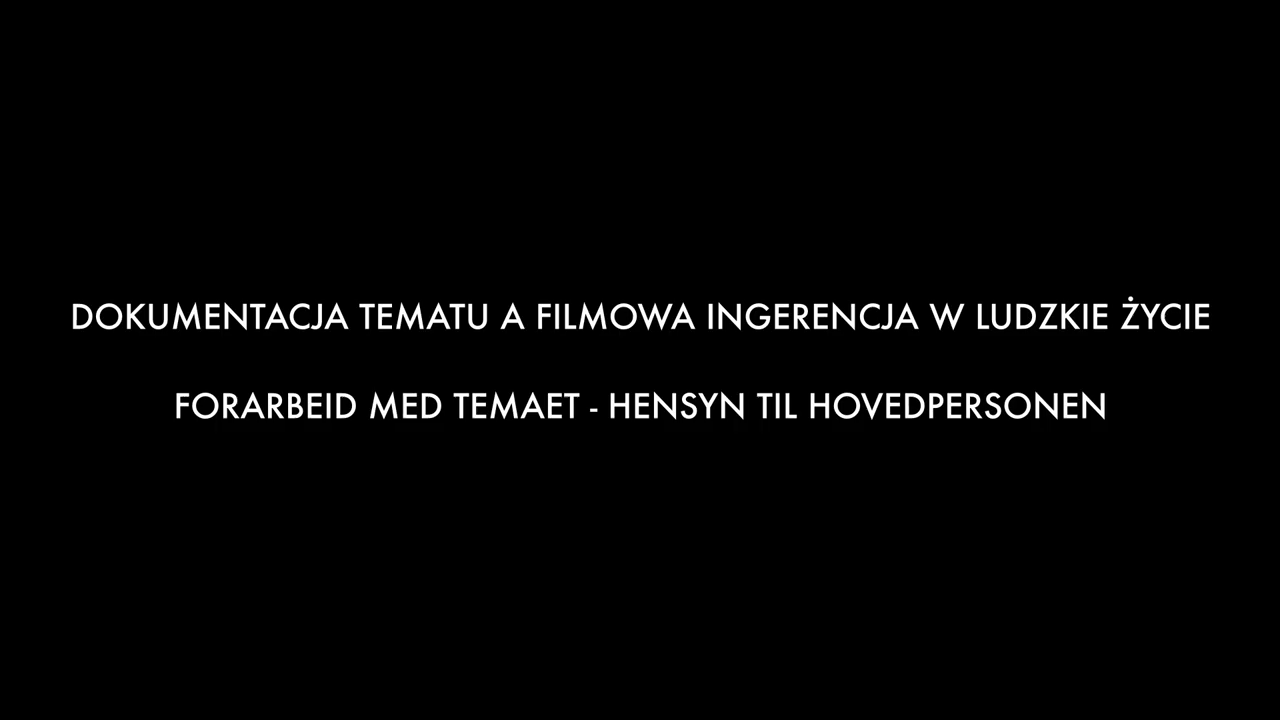 DOKUMENTACJA TEMATU A FILMOWA INGERENCJA W LUDZKIE ŻYCIE
FORARBEID MED TEMAET - HENSYN TIL HOVEDPERSONEN